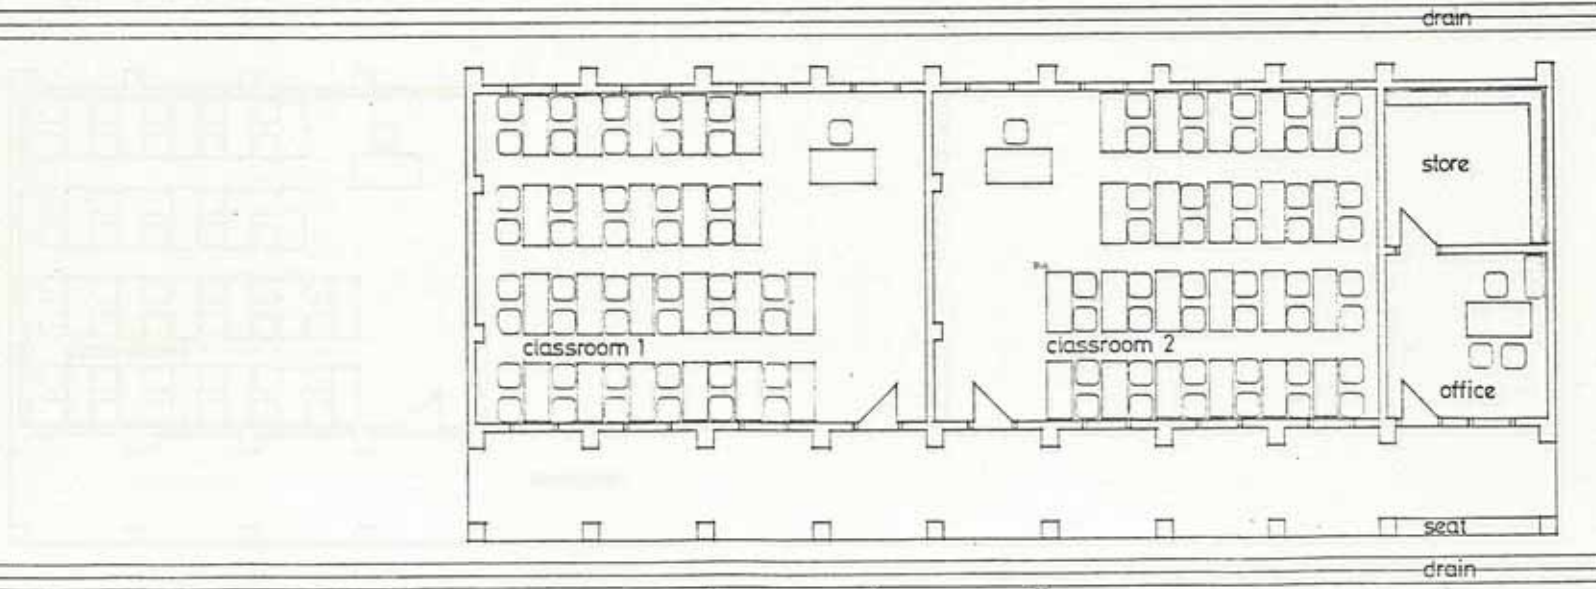 drain
store
classroom 1
classroom 2
office
seat
drain